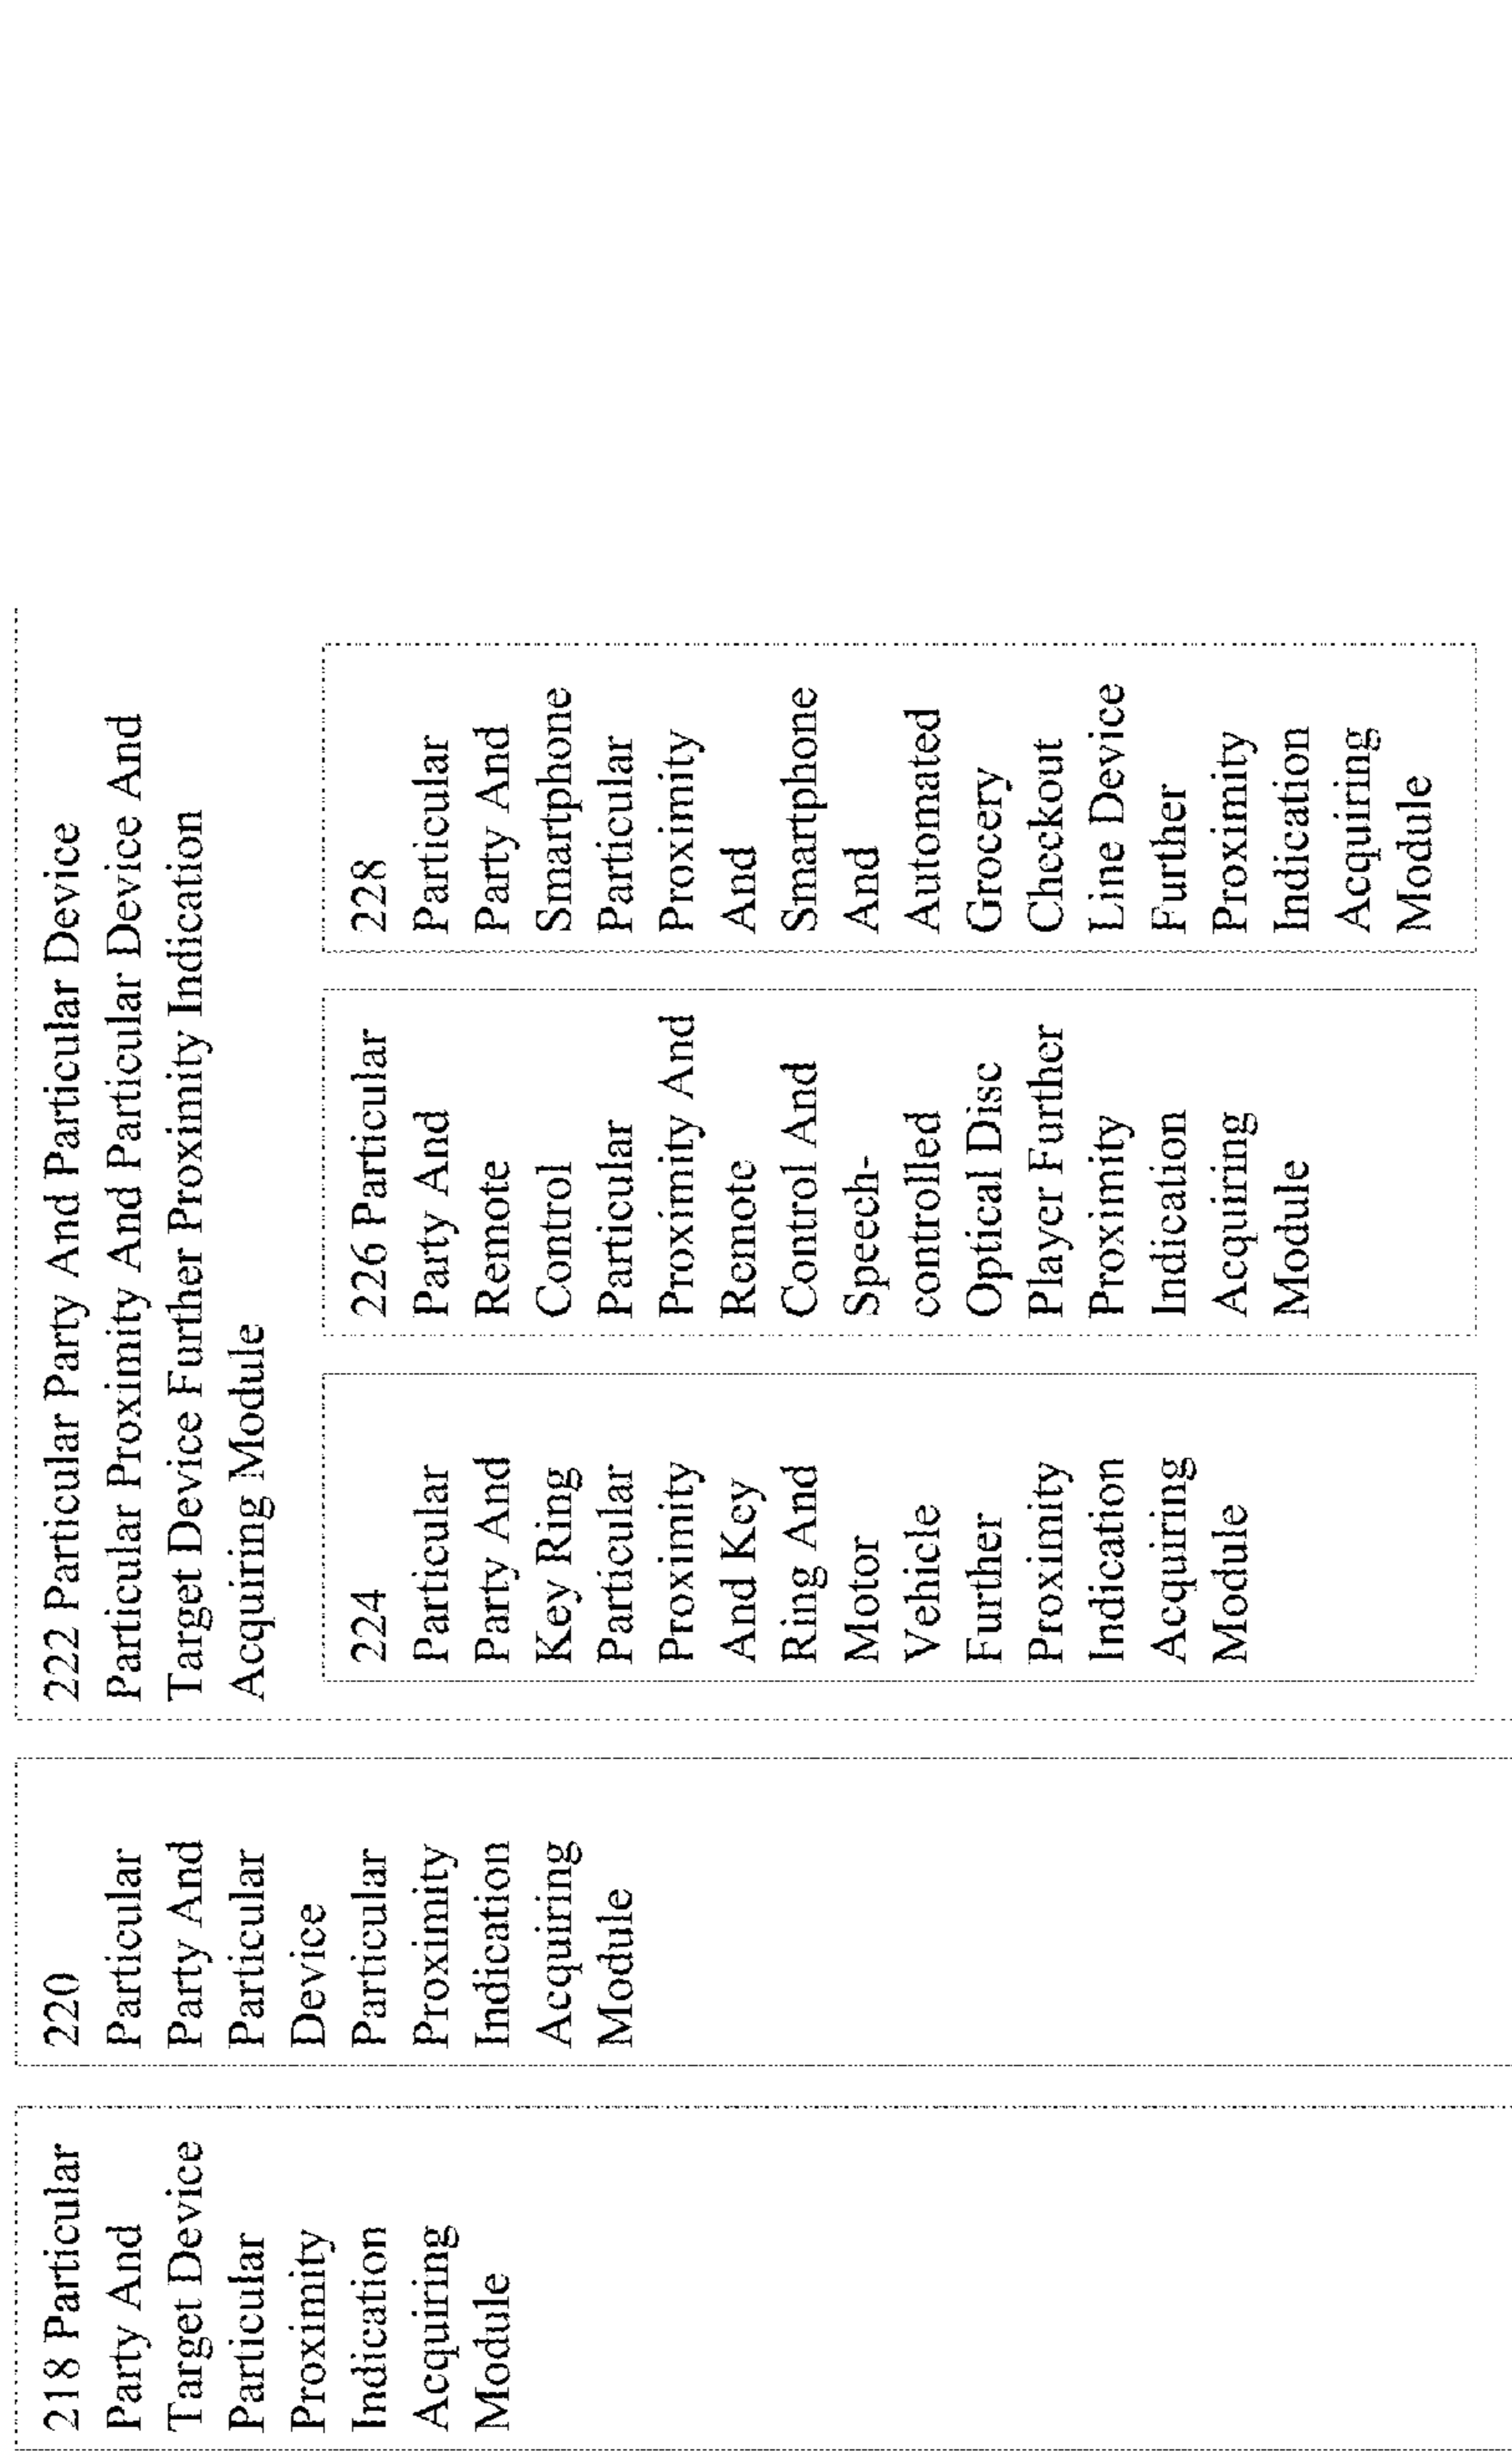 218 Particular
Party And
Target Device
Particular
Proximity
Indication
Acquiring
Module
220
Particular
Party And
Particular
Device
Particular
Proximity
Indication
Acquiring
Module
222 Particular Party And Particular Device
Particular Proximity And Particular Device And
Target Device Further Proximity Indication
Acquiring Module
224
Particular
Party And
Key Ring
Particular
Proximity
And Key
Ring And
Motor
Vehicle
Further
Proximity
Indication
Acquiring
Module
226 Particular
Party And
Remote
Control
Particular
Proximity And
Remote
Control And
Speech-
controlled
Optical Disc
Player Further
Proximity
Indication
Acquiring
Module
228
Particular
Party And
Smartphone
Particular
Proximity
And
Smartphone
And
Automated
Grocery
Checkout
Line Device
Further
Proximity
Indication
Acquiring
Module